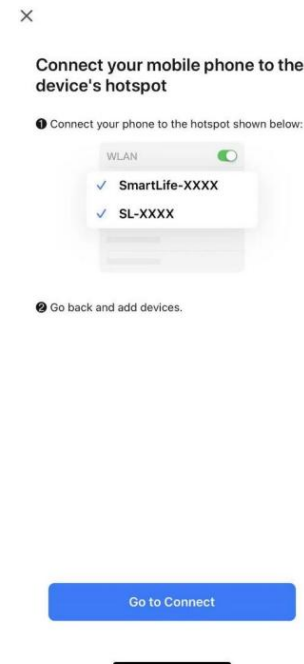 Connect your mobile phone to the
device's hotspot
❶ Connect your phone to the hotspot shown below:
WLAN
✓ SmartLife-XXXX
✓ SL-XXXX
❷ Go back and add devices.
Go to Connect